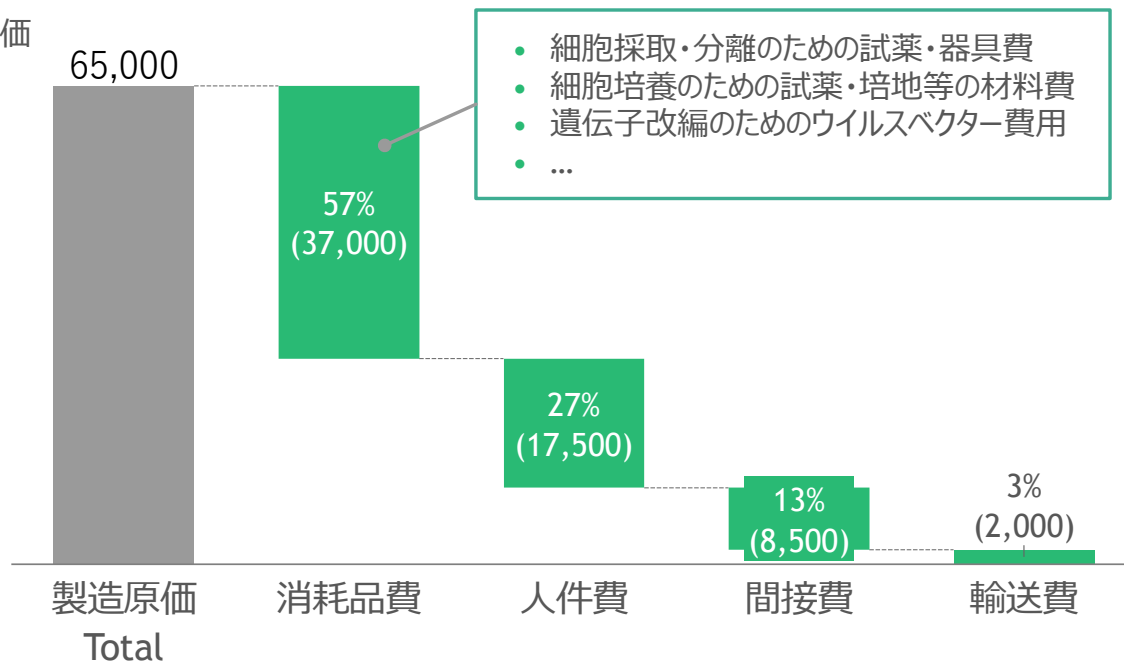 価
65,000
• 細胞採取・分離のための試薬・器具費
• 細胞培養のための試薬・培地等の材料費
• 遺伝子改編のためのウイルスベクター費用
• ...
57%
(37,000)
27%
(17,500)
13%
(8,500)
3%
(2,000)
製造原価
Total
消耗品費
人件費
間接費
輸送費